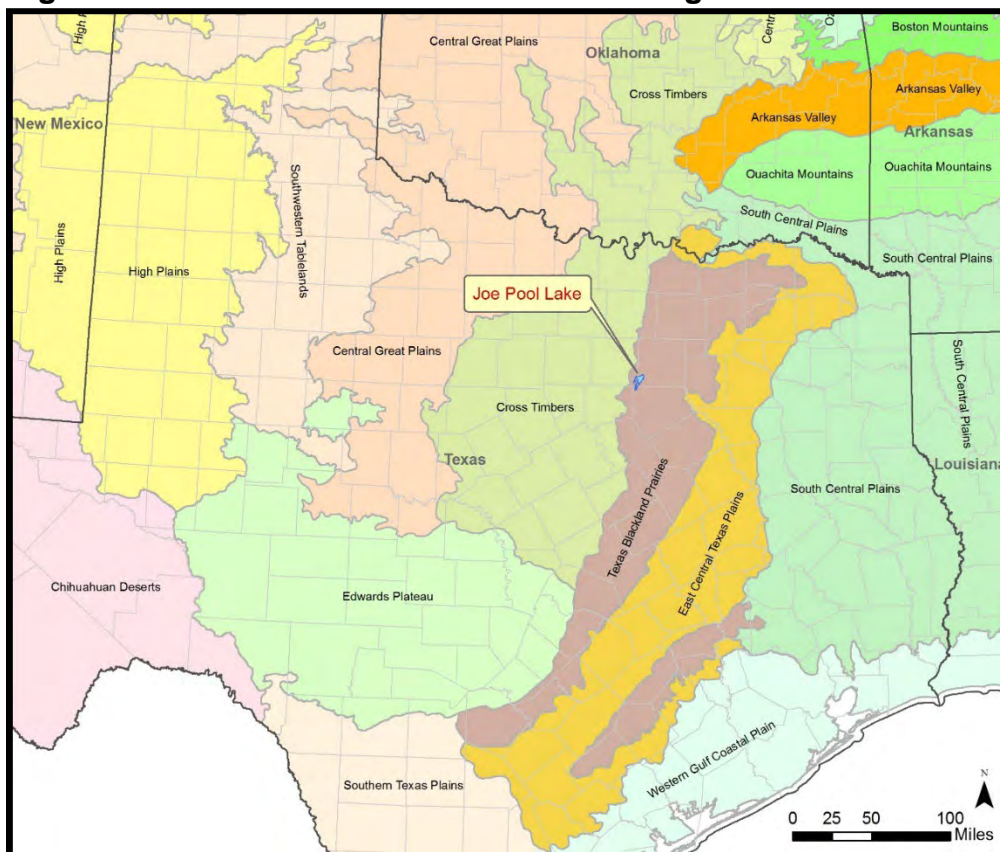 High P
Central Great Plains
Oklahoma
Central
Oz
Boston Mountains
New Mexico
Cross Timbers
Arkansas Valley
Arkansas Valley
Arkansas
Ouachita Mountains
Ouachita Mountains
Southwestern Tablelands
South Central Plains
High Plains
High Plains
South Central Plains
Joe Pool Lake
Central Great Plains
South Central Plains
Cross Timbers
Texas
Louisiana
South Central Plains
Texas Blackland Prairies
East Central Texas Plains
Chihuahuan Deserts
Edwards Plateau
Western Gulf Coastal Plain
Southern Texas Plains
N
0 25 50 100
Miles